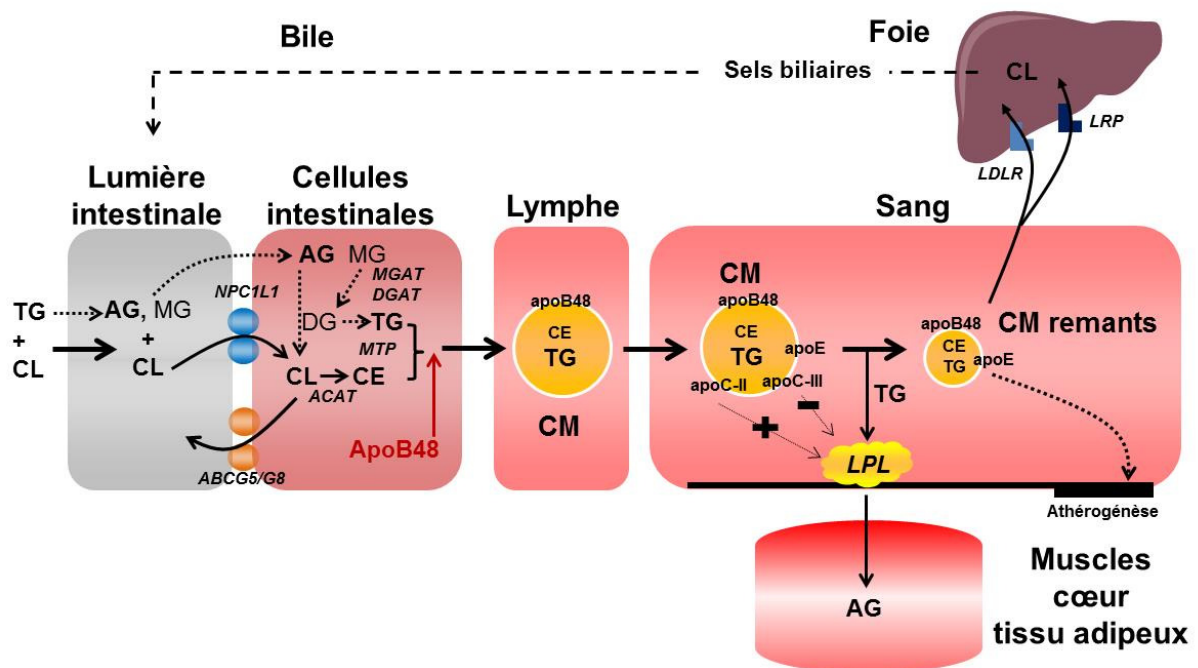 Bile
Foie
Sels biliaires
CL
LRP
LDLR
Lumière
intestinale
Cellules
intestinales
Lymphe
Sang
TG
+
CL
AG, MG
+
CL
NPC1L1
ABCG5/G8
AG MG
MGAT
DGAT
DG TG
MTP
CL CE
ACAT
ApoB48
apoB48
CE
TG
CM
CM
apoB48
CE
TG
apoE
apoC-II
apoC-III
+
-
TG
LPL
apoB48
CE
TG
apoE
CM remants
Athérogénèse
AG
Muscles
cœur
tissu adipeux